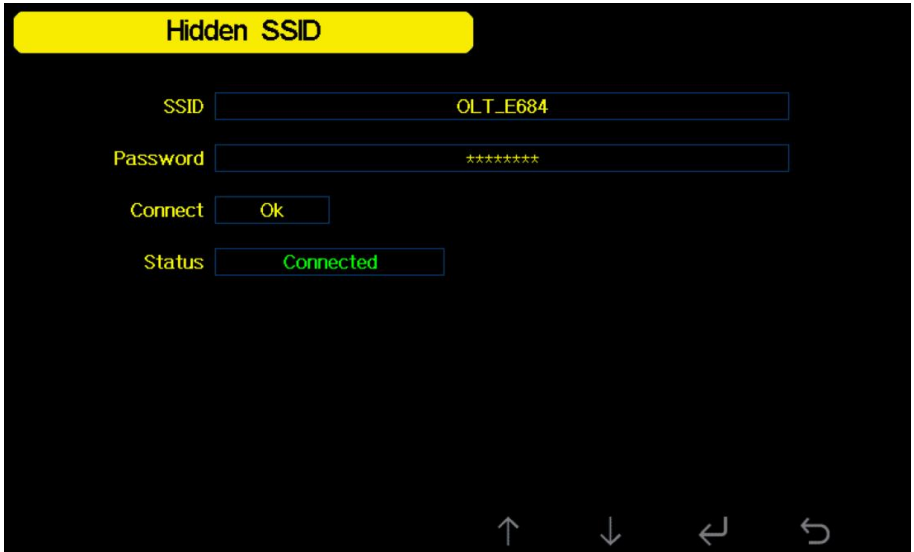 Hidden SSID
SSID OLT_E684
Password ********
Connect Ok
Status Connected